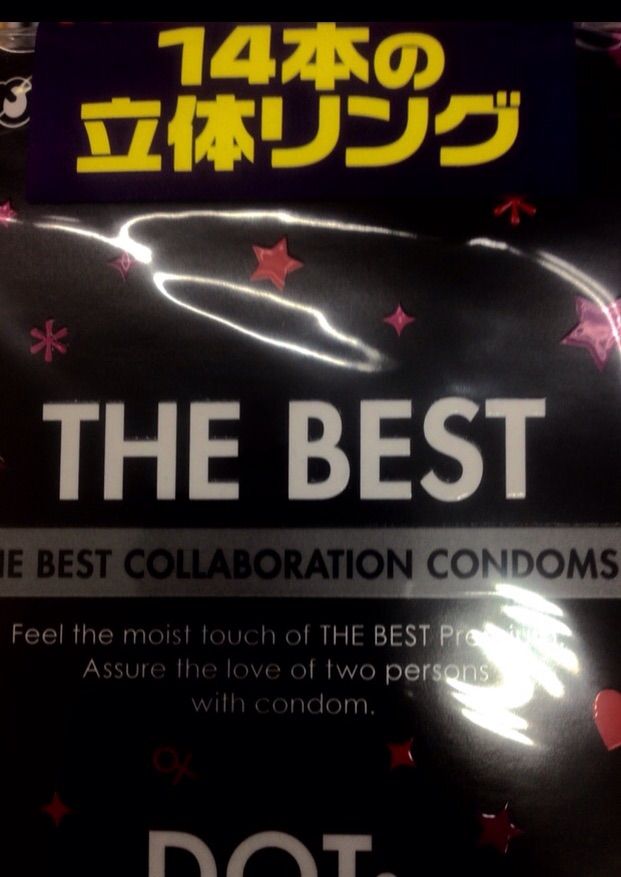 14本の
立体リング
THE BEST
E BEST COLLABORATION CONDOMS
Feel the moist touch of THE BEST
Assure the love of two persons
with condom.
DOT